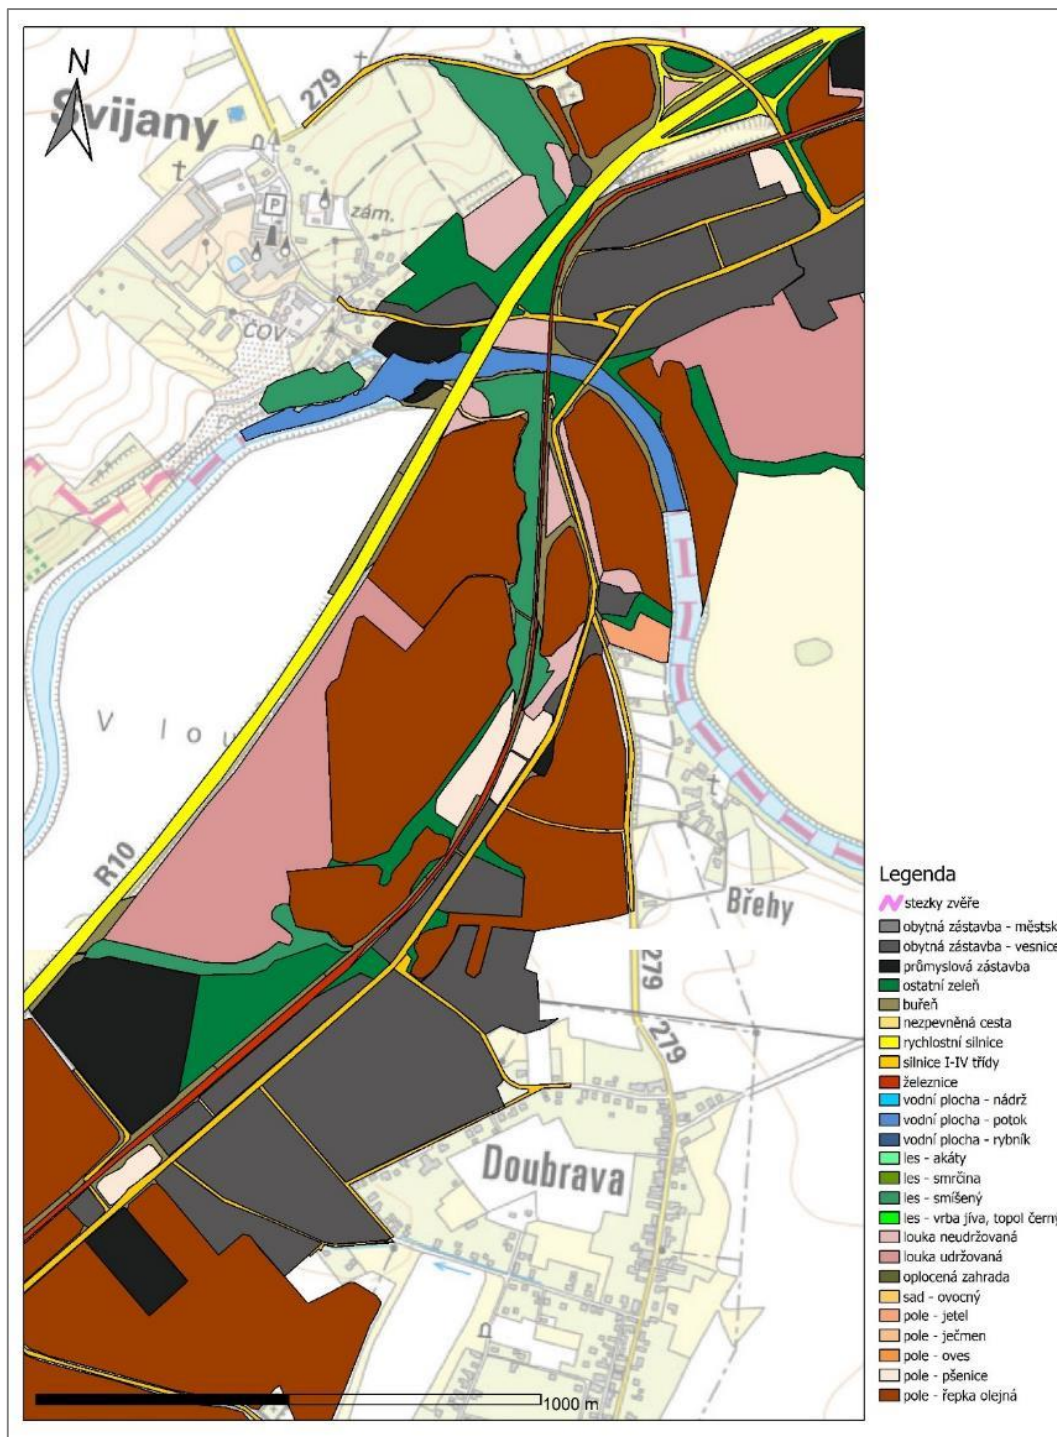 N
279
Svijany
P
zám.
ČOV
V lou
R10
Břehy
279
279
Doubrava
1000 m
Legenda
stezky zvěře
obytná zástavba - městsk
obytná zástavba - vesnice
průmyslová zástavba
ostatní zeleň
buřeň
nezpevněná cesta
rychlostní silnice
silnice I-IV třídy
železnice
vodní plocha - nádrž
vodní plocha - potok
vodní plocha - rybník
les - akáty
les - smrčina
les - smíšený
les - vrba jíva, topol černý
louka neudržovaná
louka udržovaná
oplocená zahrada
sad - ovocný
pole - jetel
pole - ječmen
pole - oves
pole - pšenice
pole - řepka olejná